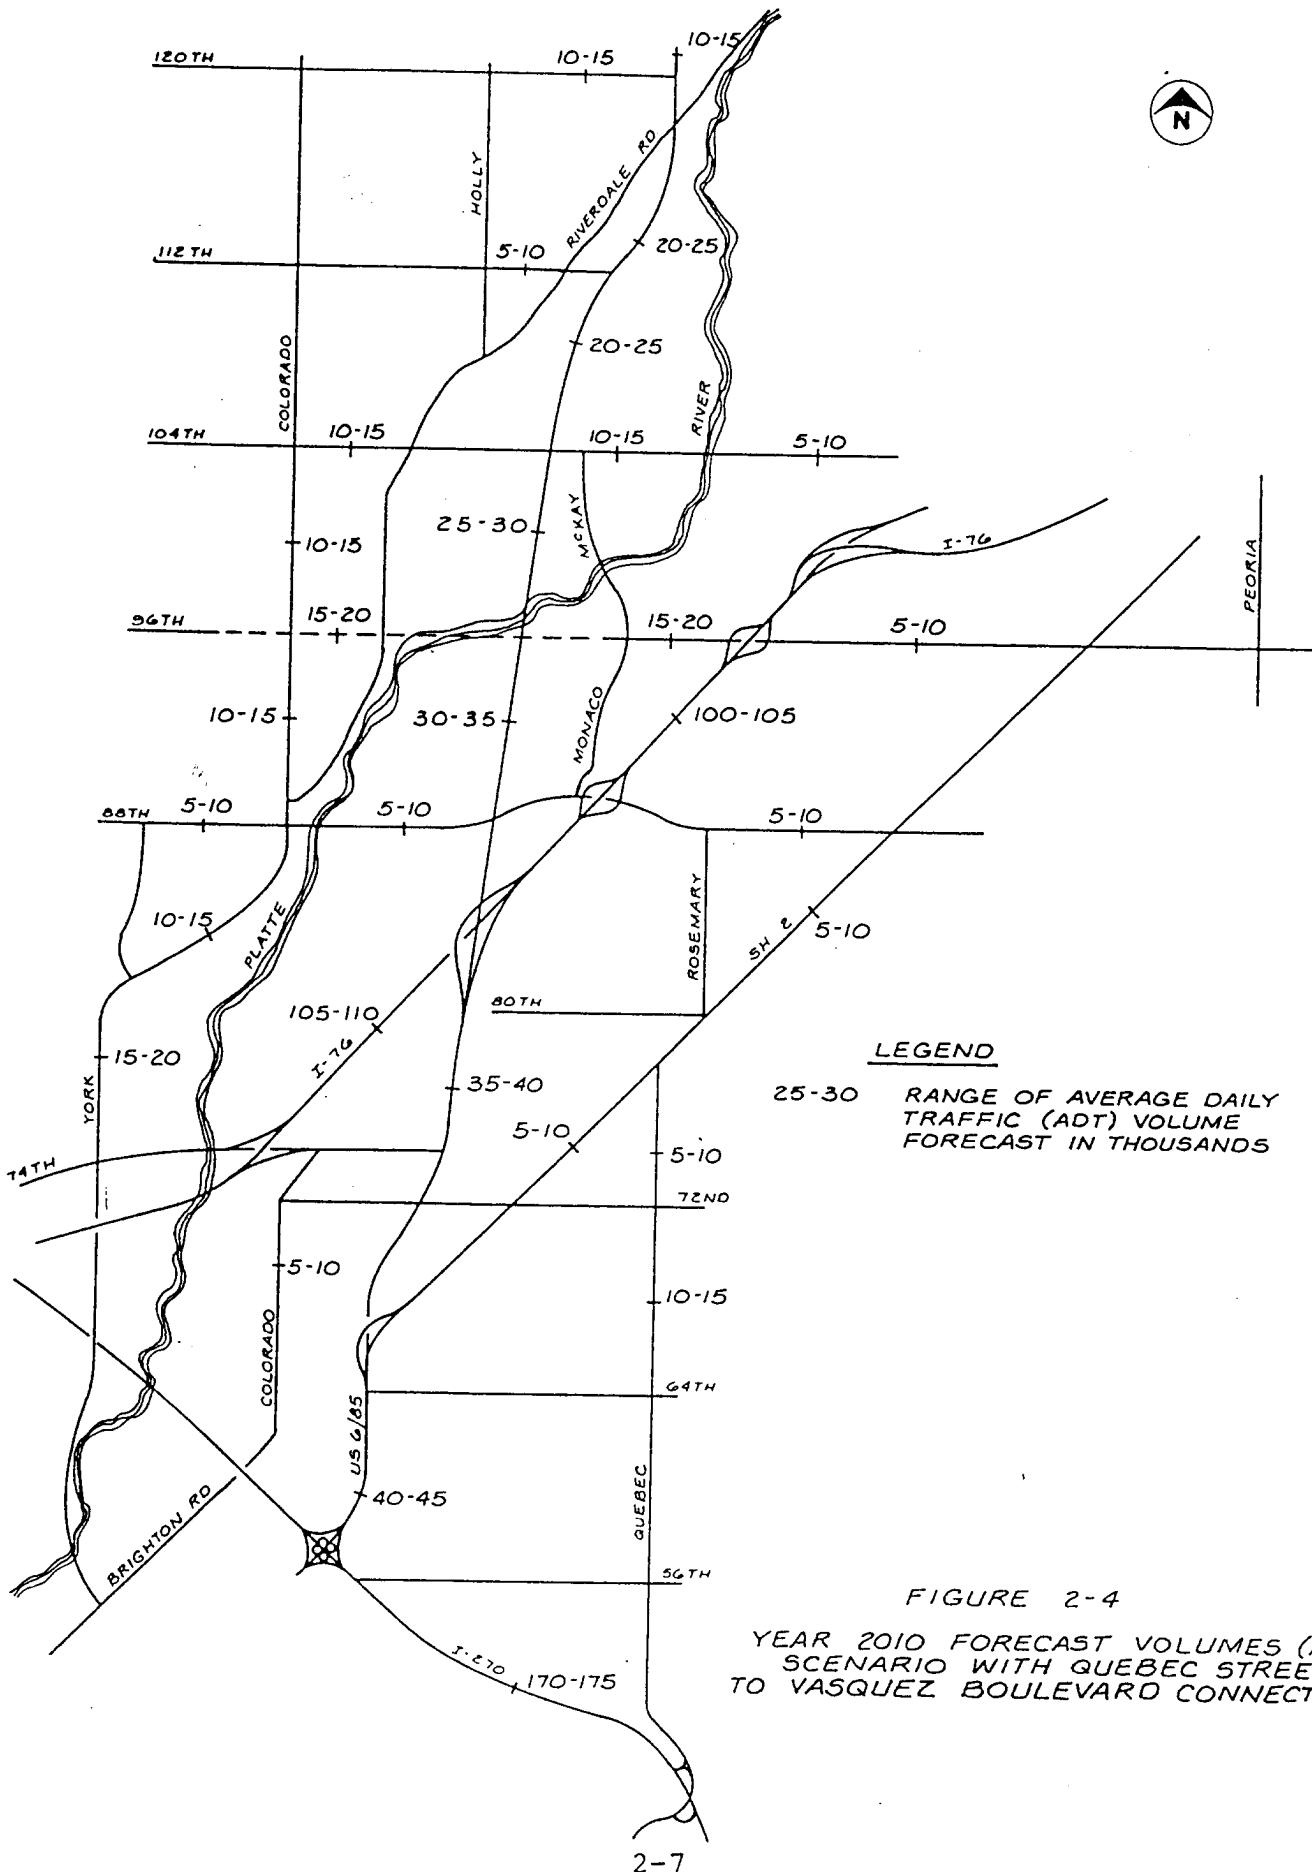 10-15
10-15
120TH
N
HOLLY
RIVERDALE RD
20-25
5-10
112TH
20-25
COLORADO
RIVER
104TH
10-15
10-15
5-10
McKAY
25-30
10-15
I-76
PEORIA
96TH
15-20
15-20
5-10
10-15
30-35
100-105
MONACO
88TH
5-10
5-10
5-10
10-15
PLATTE
ROSEMARY
SH 2
5-10
80TH
105-110
I-76
15-20
YORK
35-40
LEGEND
25-30 RANGE OF AVERAGE DAILY
TRAFFIC (ADT) VOLUME
FORECAST IN THOUSANDS
5-10
5-10
74TH
72ND
5-10
10-15
COLORADO
64TH
US 6/85
40-45
QUEBEC
BRIGHTON RD
56TH
FIGURE 2-4
I-270
170-175
YEAR 2010 FORECAST VOLUMES
SCENARIO WITH QUEBEC STREE
TO VASQUEZ BOULEVARD CONNECT
2-7